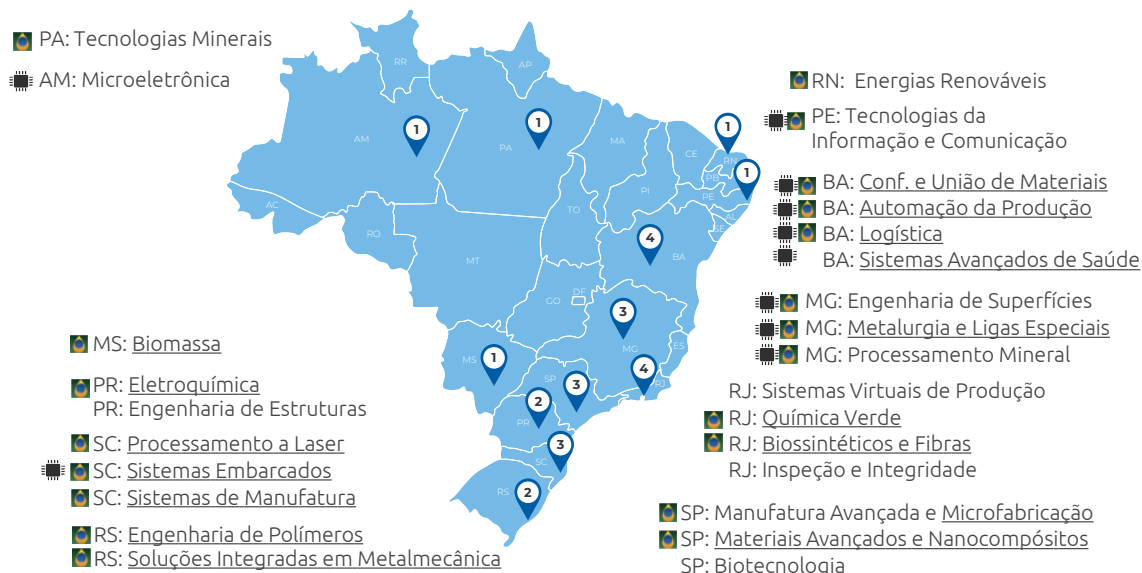 PA: Tecnologias Minerais
AM: Microeletrônica
RN: Energias Renováveis
PE: Tecnologias da
Informação e Comunicação
BA: Conf. e União de Materiais
BA: Automação da Produção
BA: Logística
BA: Sistemas Avançados de Saúde
MG: Engenharia de Superfícies
MG: Metalurgia e Ligas Especiais
MG: Processamento Mineral
RJ: Sistemas Virtuais de Produção
RJ: Química Verde
RJ: Biossintéticos e Fibras
RJ: Inspeção e Integridade
SP: Manufatura Avançada e Microfabricação
SP: Materiais Avançados e Nanocompósitos
SP: Biotecnologia
MS: Biomassa
PR: Eletroquímica
PR: Engenharia de Estruturas
SC: Processamento a Laser
SC: Sistemas Embarcados
SC: Sistemas de Manufatura
RS: Engenharia de Polímeros
RS: Soluções Integradas em Metalmecânica
RR
AP
1
1
1
AM
PA
MA
CE
RN
1
PB
PI
PE
AC
TO
AL
SE
RO
4
BA
MT
DF
GO
3
MG
ES
1
MS
4
SP
3
RJ
2
PR
3
SC
RS
2